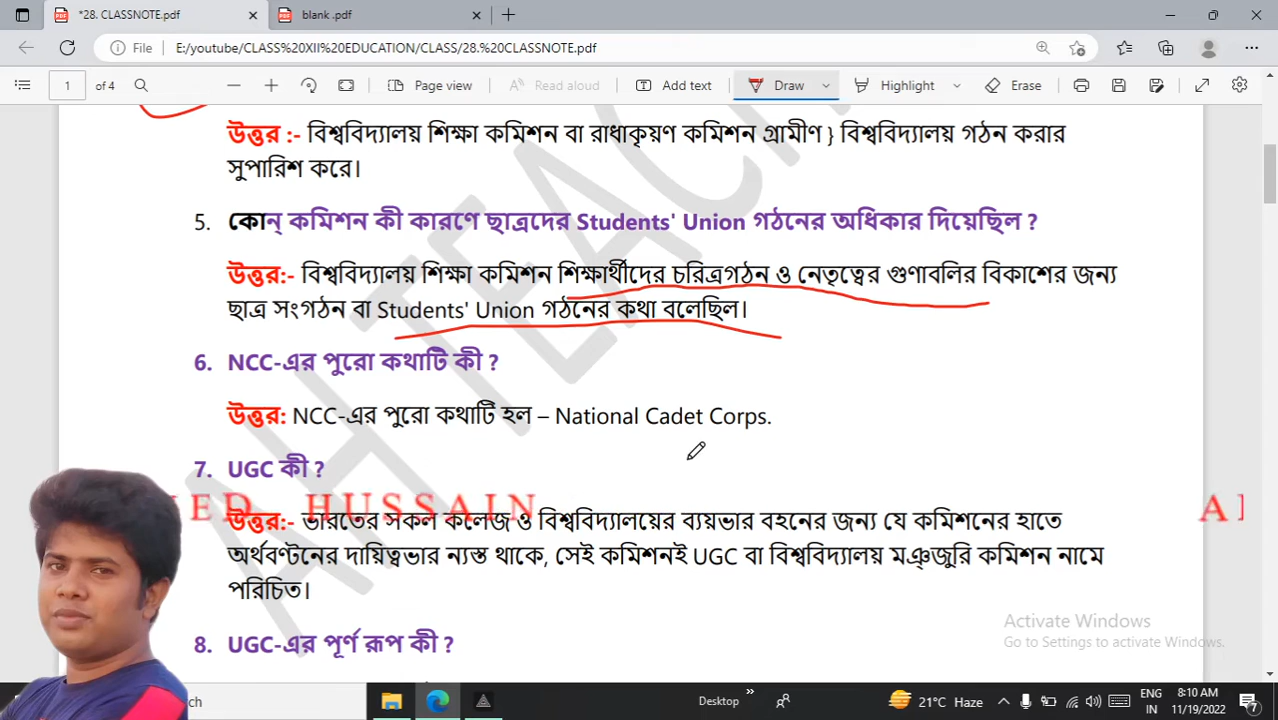 *28. CLASSNOTE.pdf
blank .pdf
File
E:/youtube/CLASS%20XII%20EDUCATION/CLASS/28.%20CLASSNOTE.pdf
1 of 4
Page view
Read aloud
Add text
Draw
Highlight
Erase
উত্তর :- বিশ্ববিদ্যালয় শিক্ষা কমিশন বা রাধাকৃয়ণ কমিশন গ্রামীণ } বিশ্ববিদ্যালয় গঠন করার
সুপারিশ করে।
5. কোন্ কমিশন কী কারণে ছাত্রদের Students' Union গঠনের অধিকার দিয়েছিল ?
উত্তর:- বিশ্ববিদ্যালয় শিক্ষা কমিশন শিক্ষার্থীদের চরিত্রগঠন ও নেতৃত্বের গুণাবলির বিকাশের জন্য
ছাত্র সংগঠন বা Students' Union গঠনের কথা বলেছিল।
6. NCC-এর পুরো কথাটি কী ?
উত্তর: NCC-এর পুরো কথাটি হল – National Cadet Corps.
7. UGC কী ?
HUSSAIN
উত্তর:- ভারতের সকল কলেজ ও বিশ্ববিদ্যালয়ের ব্যয়ভার বহনের জন্য যে কমিশনের হাতে
অর্থবণ্টনের দায়িত্বভার ন্যস্ত থাকে, সেই কমিশনই UGC বা বিশ্ববিদ্যালয় মঞ্জুরি কমিশন নামে
পরিচিত।
8. UGC-এর পূর্ণ রূপ কী ?
AH TEACH
Activate Windows
Go to Settings to activate Windows.
Desktop
21°C Haze
ENG
IN
8:10 AM
11/19/2022
7